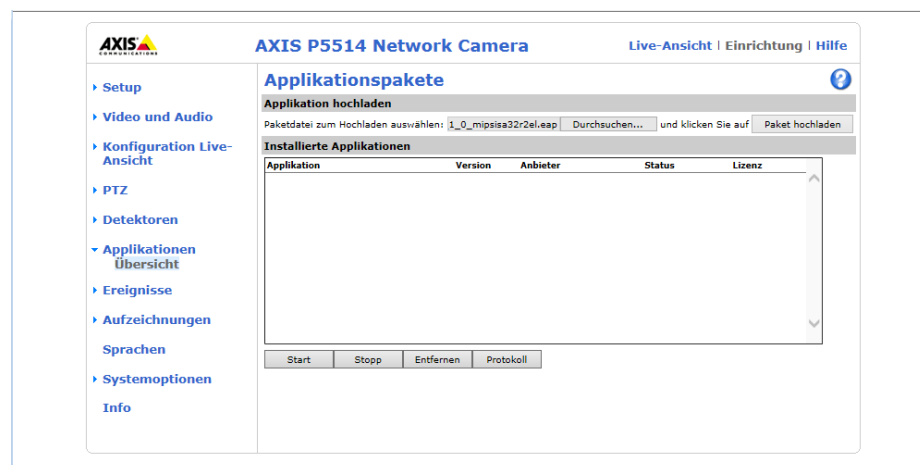 AXIS
COMMUNICATIONS
AXIS P5514 Network Camera
Live-Ansicht | Einrichtung | Hilfe
Setup
Video und Audio
Konfiguration Live-
Ansicht
PTZ
Detektoren
Applikationen
Übersicht
Ereignisse
Aufzeichnungen
Sprachen
Systemoptionen
Info
Applikationspakete
?
Applikation hochladen
Paketdatei zum Hochladen auswählen: 1_0_mipsisa32r2el.eap Durchsuchen... und klicken Sie auf Paket hochladen
Installierte Applikationen
Applikation Version Anbieter Status Lizenz
Start Stopp Entfernen Protokoll